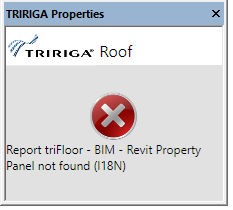 TRIRIGA Properties
TRIRIGA® Roof
Report triFloor - BIM - Revit Property
Panel not found (I18N)